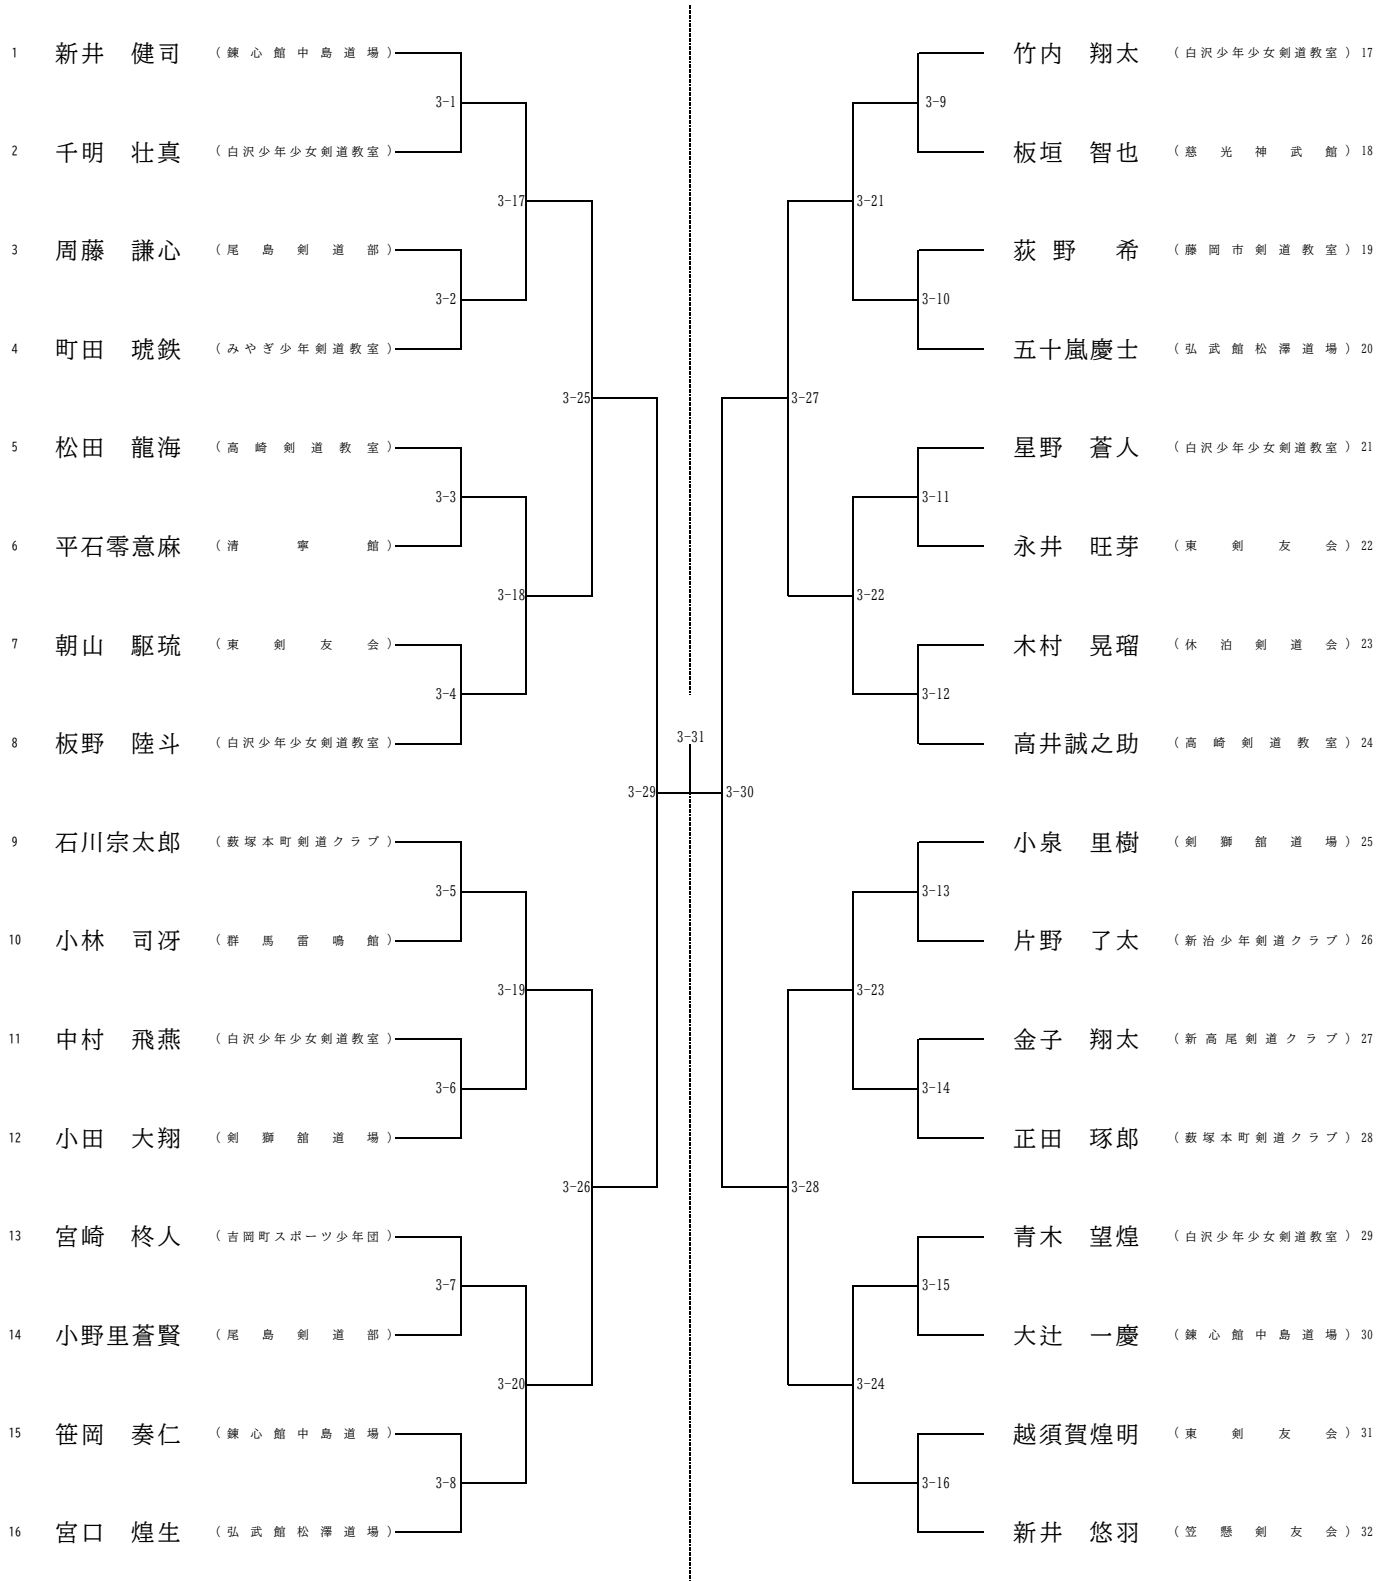 1 新井 健司 (錬心館中島道場)
3-1
2 千明 壮真 (白沢少年少女剣道教室)
3-17
3 周藤 謙心 (尾島剣道部)
3-2
4 町田 琥鉄 (みやぎ少年剣道教室)
3-25
5 松田 龍海 (高崎剣道教室)
3-3
6 平石零意麻 (清寧館)
3-18
7 朝山 駆琉 (東剣友会)
3-4
8 板野 陸斗 (白沢少年少女剣道教室)
3-29
9 石川宗太郎 (薮塚本町剣道クラブ)
3-5
10 小林 司冴 (群馬雷鳴館)
3-19
11 中村 飛燕 (白沢少年少女剣道教室)
3-6
12 小田 大翔 (剣獅舘道場)
3-26
13 宮崎 柊人 (吉岡町スポーツ少年団)
3-7
14 小野里蒼賢 (尾島剣道部)
3-20
15 笹岡 奏仁 (錬心館中島道場)
3-8
16 宮口 煌生 (弘武館松澤道場)
3-31
竹内 翔太 (白沢少年少女剣道教室) 17
3-9
板垣 智也 (慈光神武館) 18
3-21
荻野 希 (藤岡市剣道教室) 19
3-10
五十嵐慶士 (弘武館松澤道場) 20
3-27
星野 蒼人 (白沢少年少女剣道教室) 21
3-11
永井 旺芽 (東剣友会) 22
3-22
木村 晃瑠 (休泊剣道会) 23
3-12
高井誠之助 (高崎剣道教室) 24
3-30
小泉 里樹 (剣獅舘道場) 25
3-13
片野 了太 (新治少年剣道クラブ) 26
3-23
金子 翔太 (新高尾剣道クラブ) 27
3-14
正田 琢郎 (薮塚本町剣道クラブ) 28
3-28
青木 望煌 (白沢少年少女剣道教室) 29
3-15
大辻 一慶 (錬心館中島道場) 30
3-24
越須賀煌明 (東剣友会) 31
3-16
新井 悠羽 (笠懸剣友会) 32